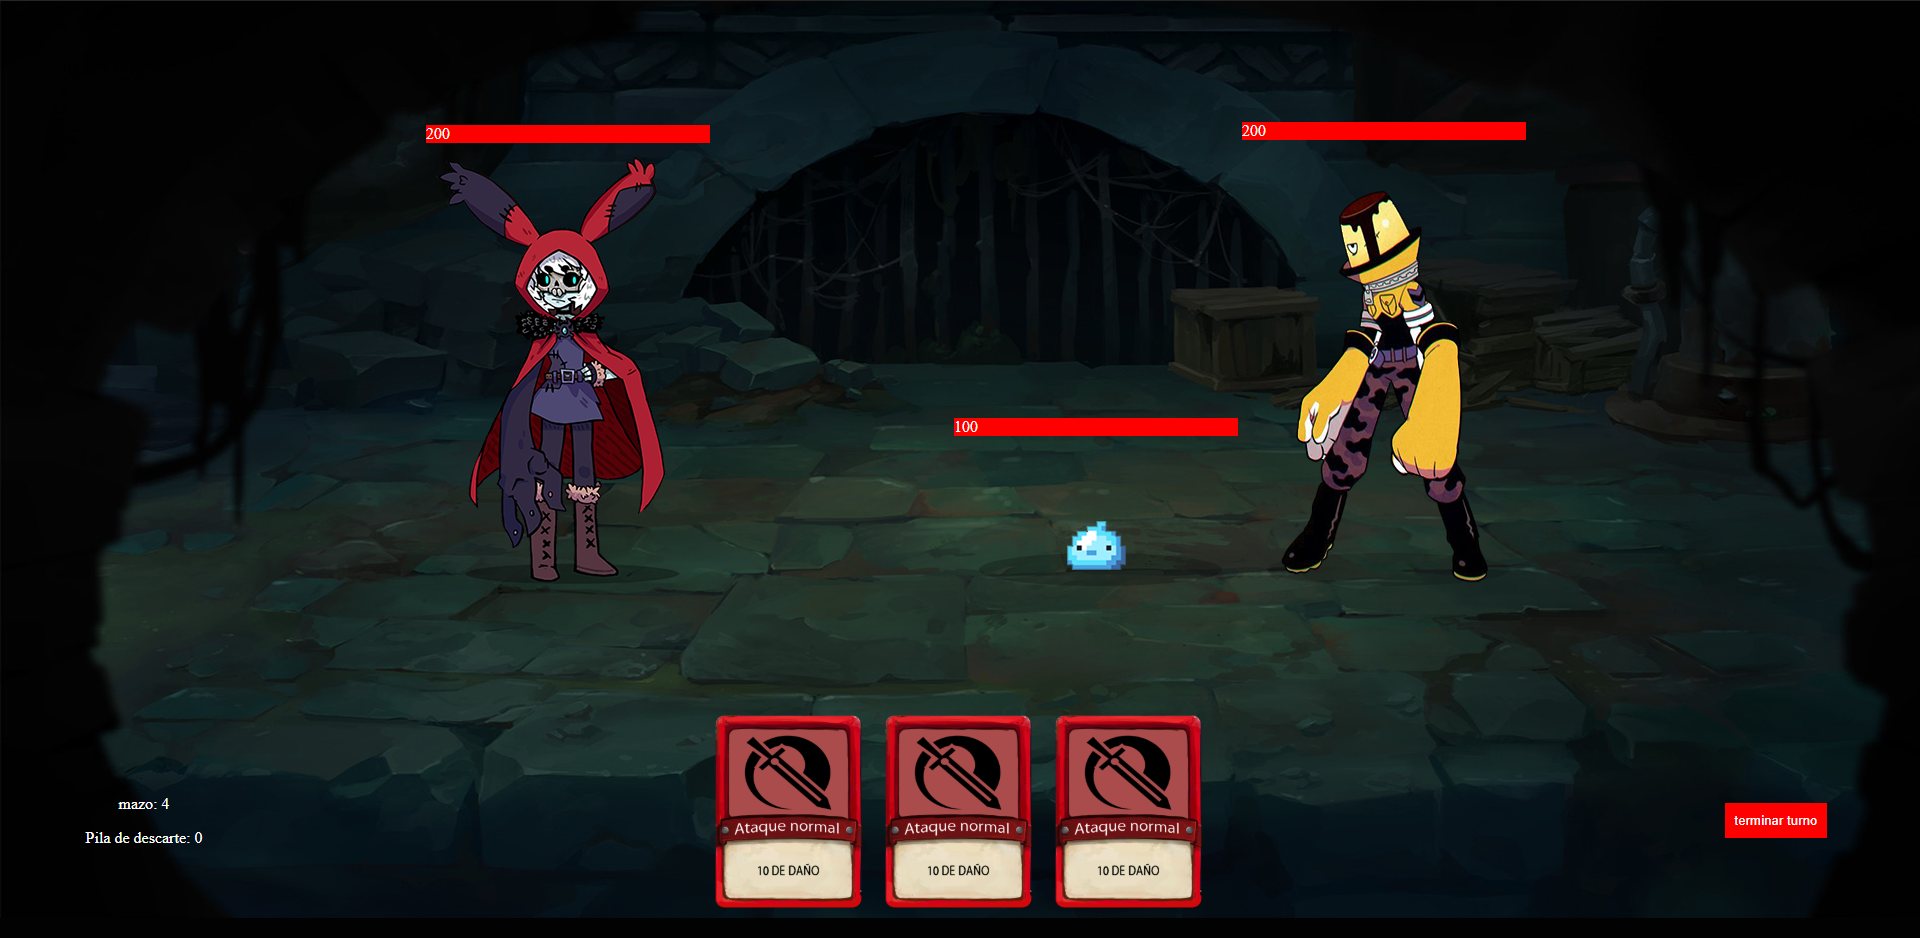 200
200
100
Ataque normal
10 DE DAÑO
Ataque normal
10 DE DAÑO
Ataque normal
10 DE DAÑO
mazo: 4
Pila de descarte: 0
terminar turno